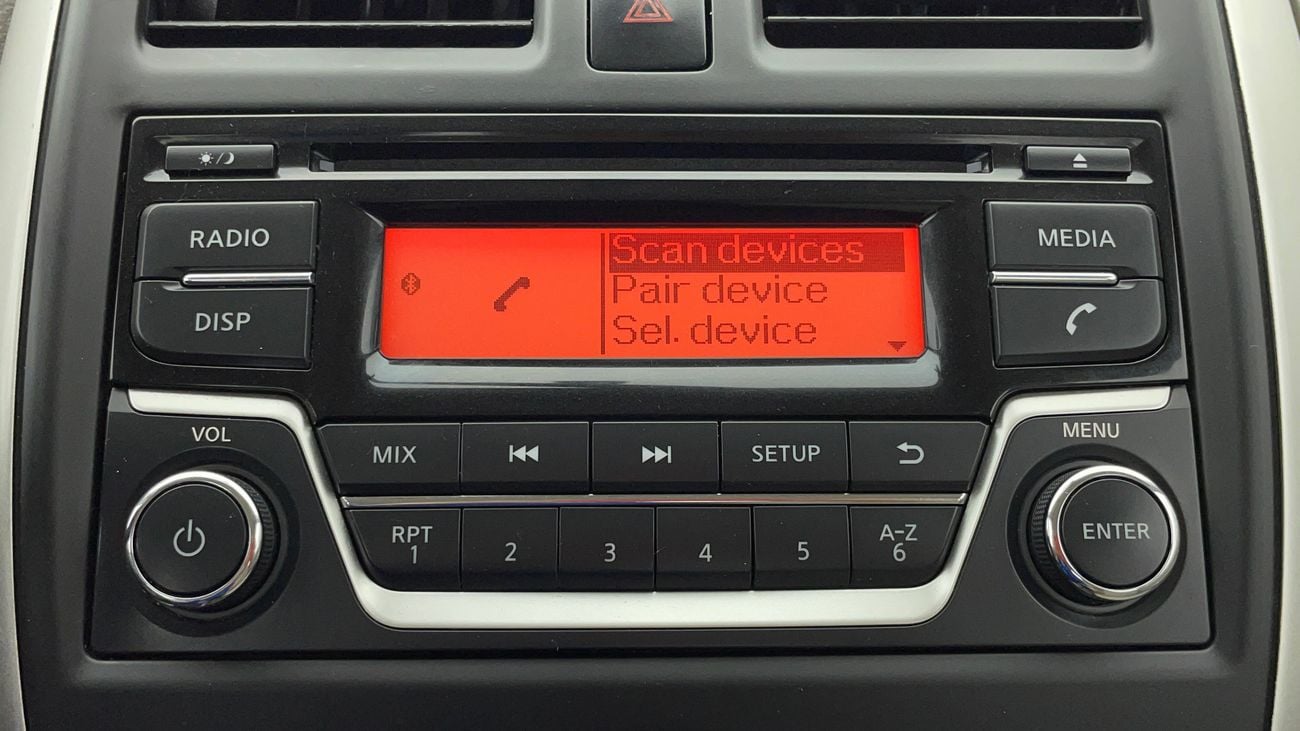 RADIO
MEDIA
DISP
Scan devices
Pair device
Sel. device
VOL
MENU
MIX
SETUP
RPT
1
2
3
4
5
A-Z
6
ENTER